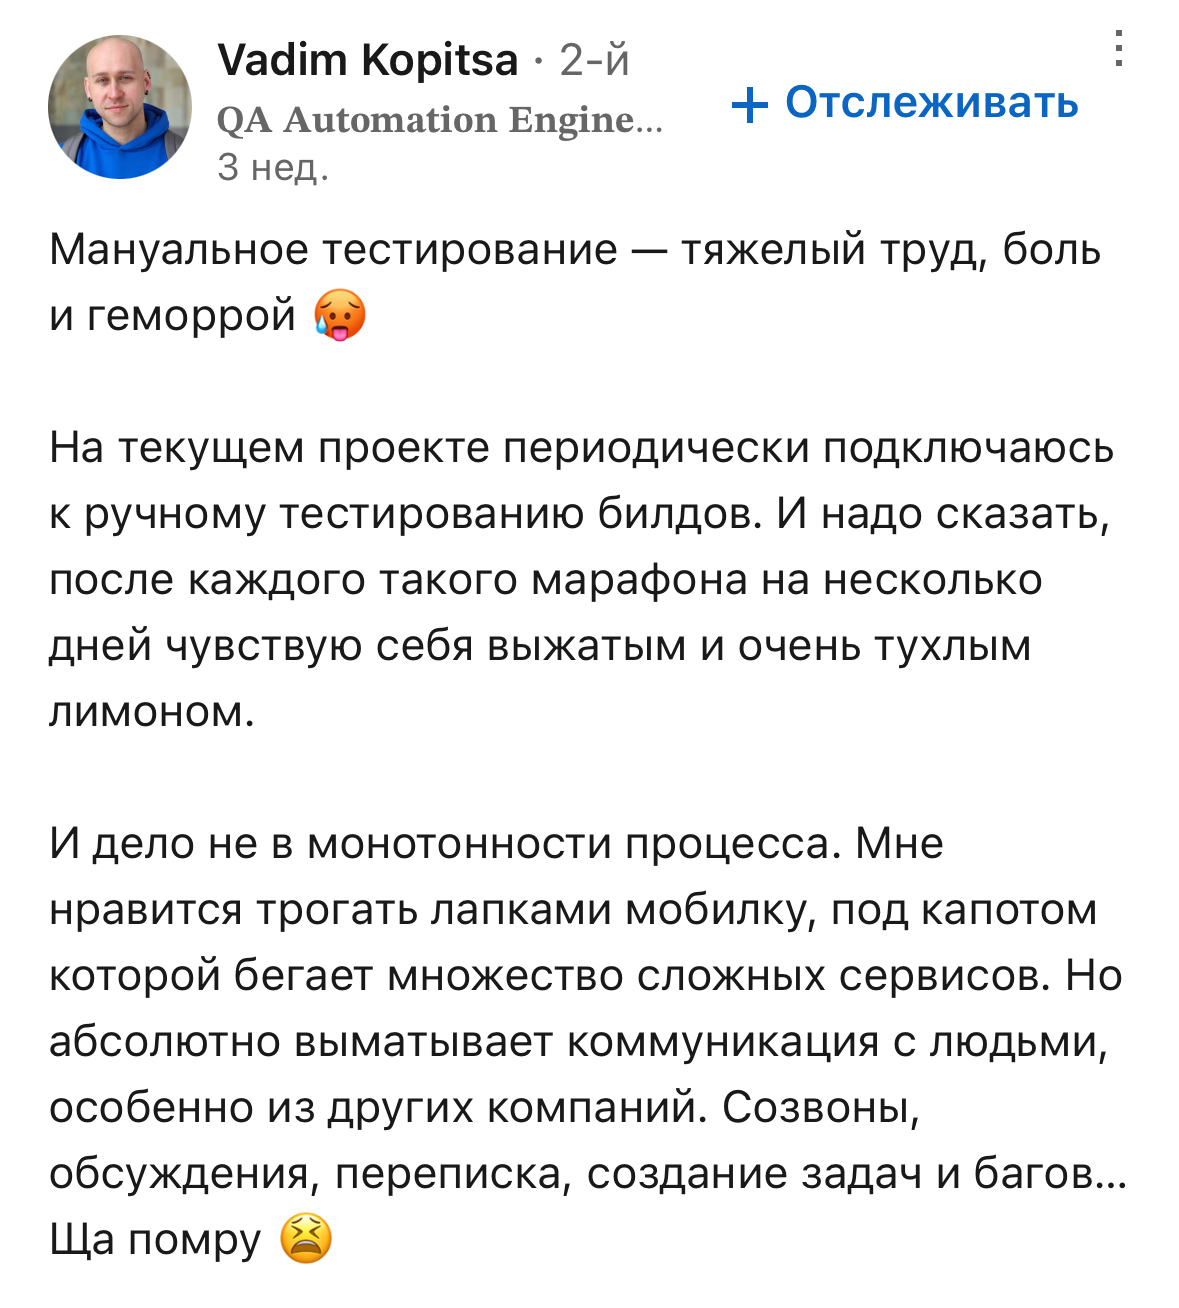 Vadim Kopitsa · 2-й
QA Automation Engine...
+ Отслеживать
3 нед.
Мануальное тестирование — тяжелый труд, боль
и геморрой 🥵
На текущем проекте периодически подключаюсь
к ручному тестированию билдов. И надо сказать,
после каждого такого марафона на несколько
дней чувствую себя выжатым и очень тухлым
лимоном.
И дело не в монотонности процесса. Мне
нравится трогать лапками мобилку, под капотом
которой бегает множество сложных сервисов. Но
абсолютно выматывает коммуникация с людьми,
особенно из других компаний. Созвоны,
обсуждения, переписка, создание задач и багов...
Ща помру 😫